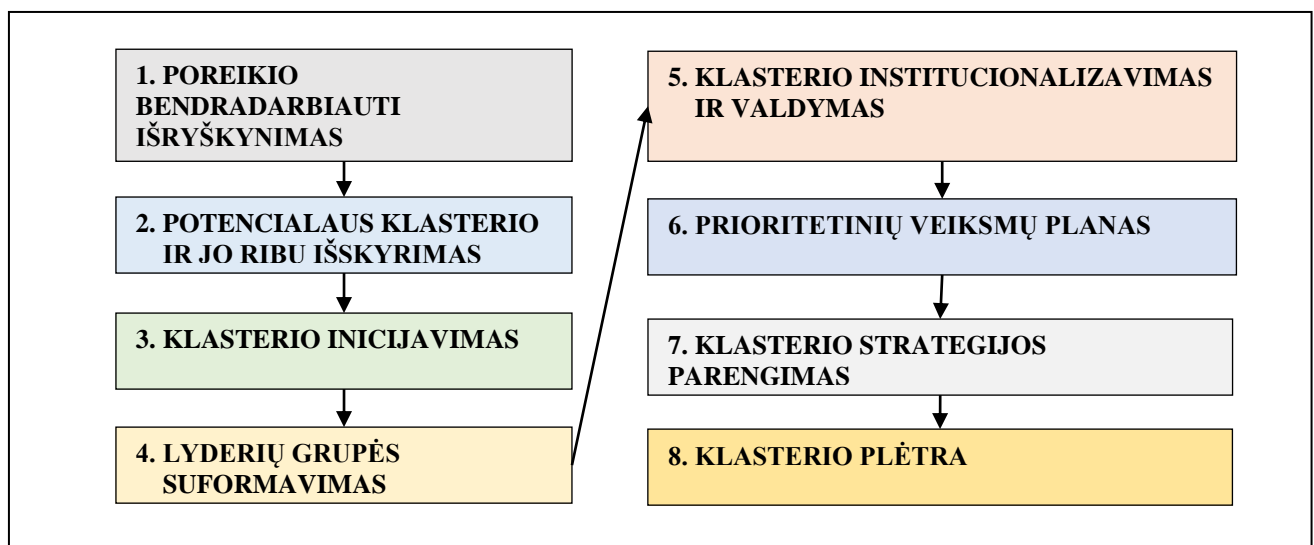 1. POREIKIO
BENDRADARBIAUTI
IŠRYŠKYNIMAS
2. POTENCIALAUS KLASTERIO
IR JO RIBU IŠSKYRIMAS
3. KLASTERIO INICIJAVIMAS
4. LYDERIŲ GRUPĖS
SUFORMAVIMAS
5. KLASTERIO INSTITUCIONALIZAVIMAS
IR VALDYMAS
6. PRIORITETINIŲ VEIKSMŲ PLANAS
7. KLASTERIO STRATEGIJOS
PARENGIMAS
8. KLASTERIO PLĖTRA